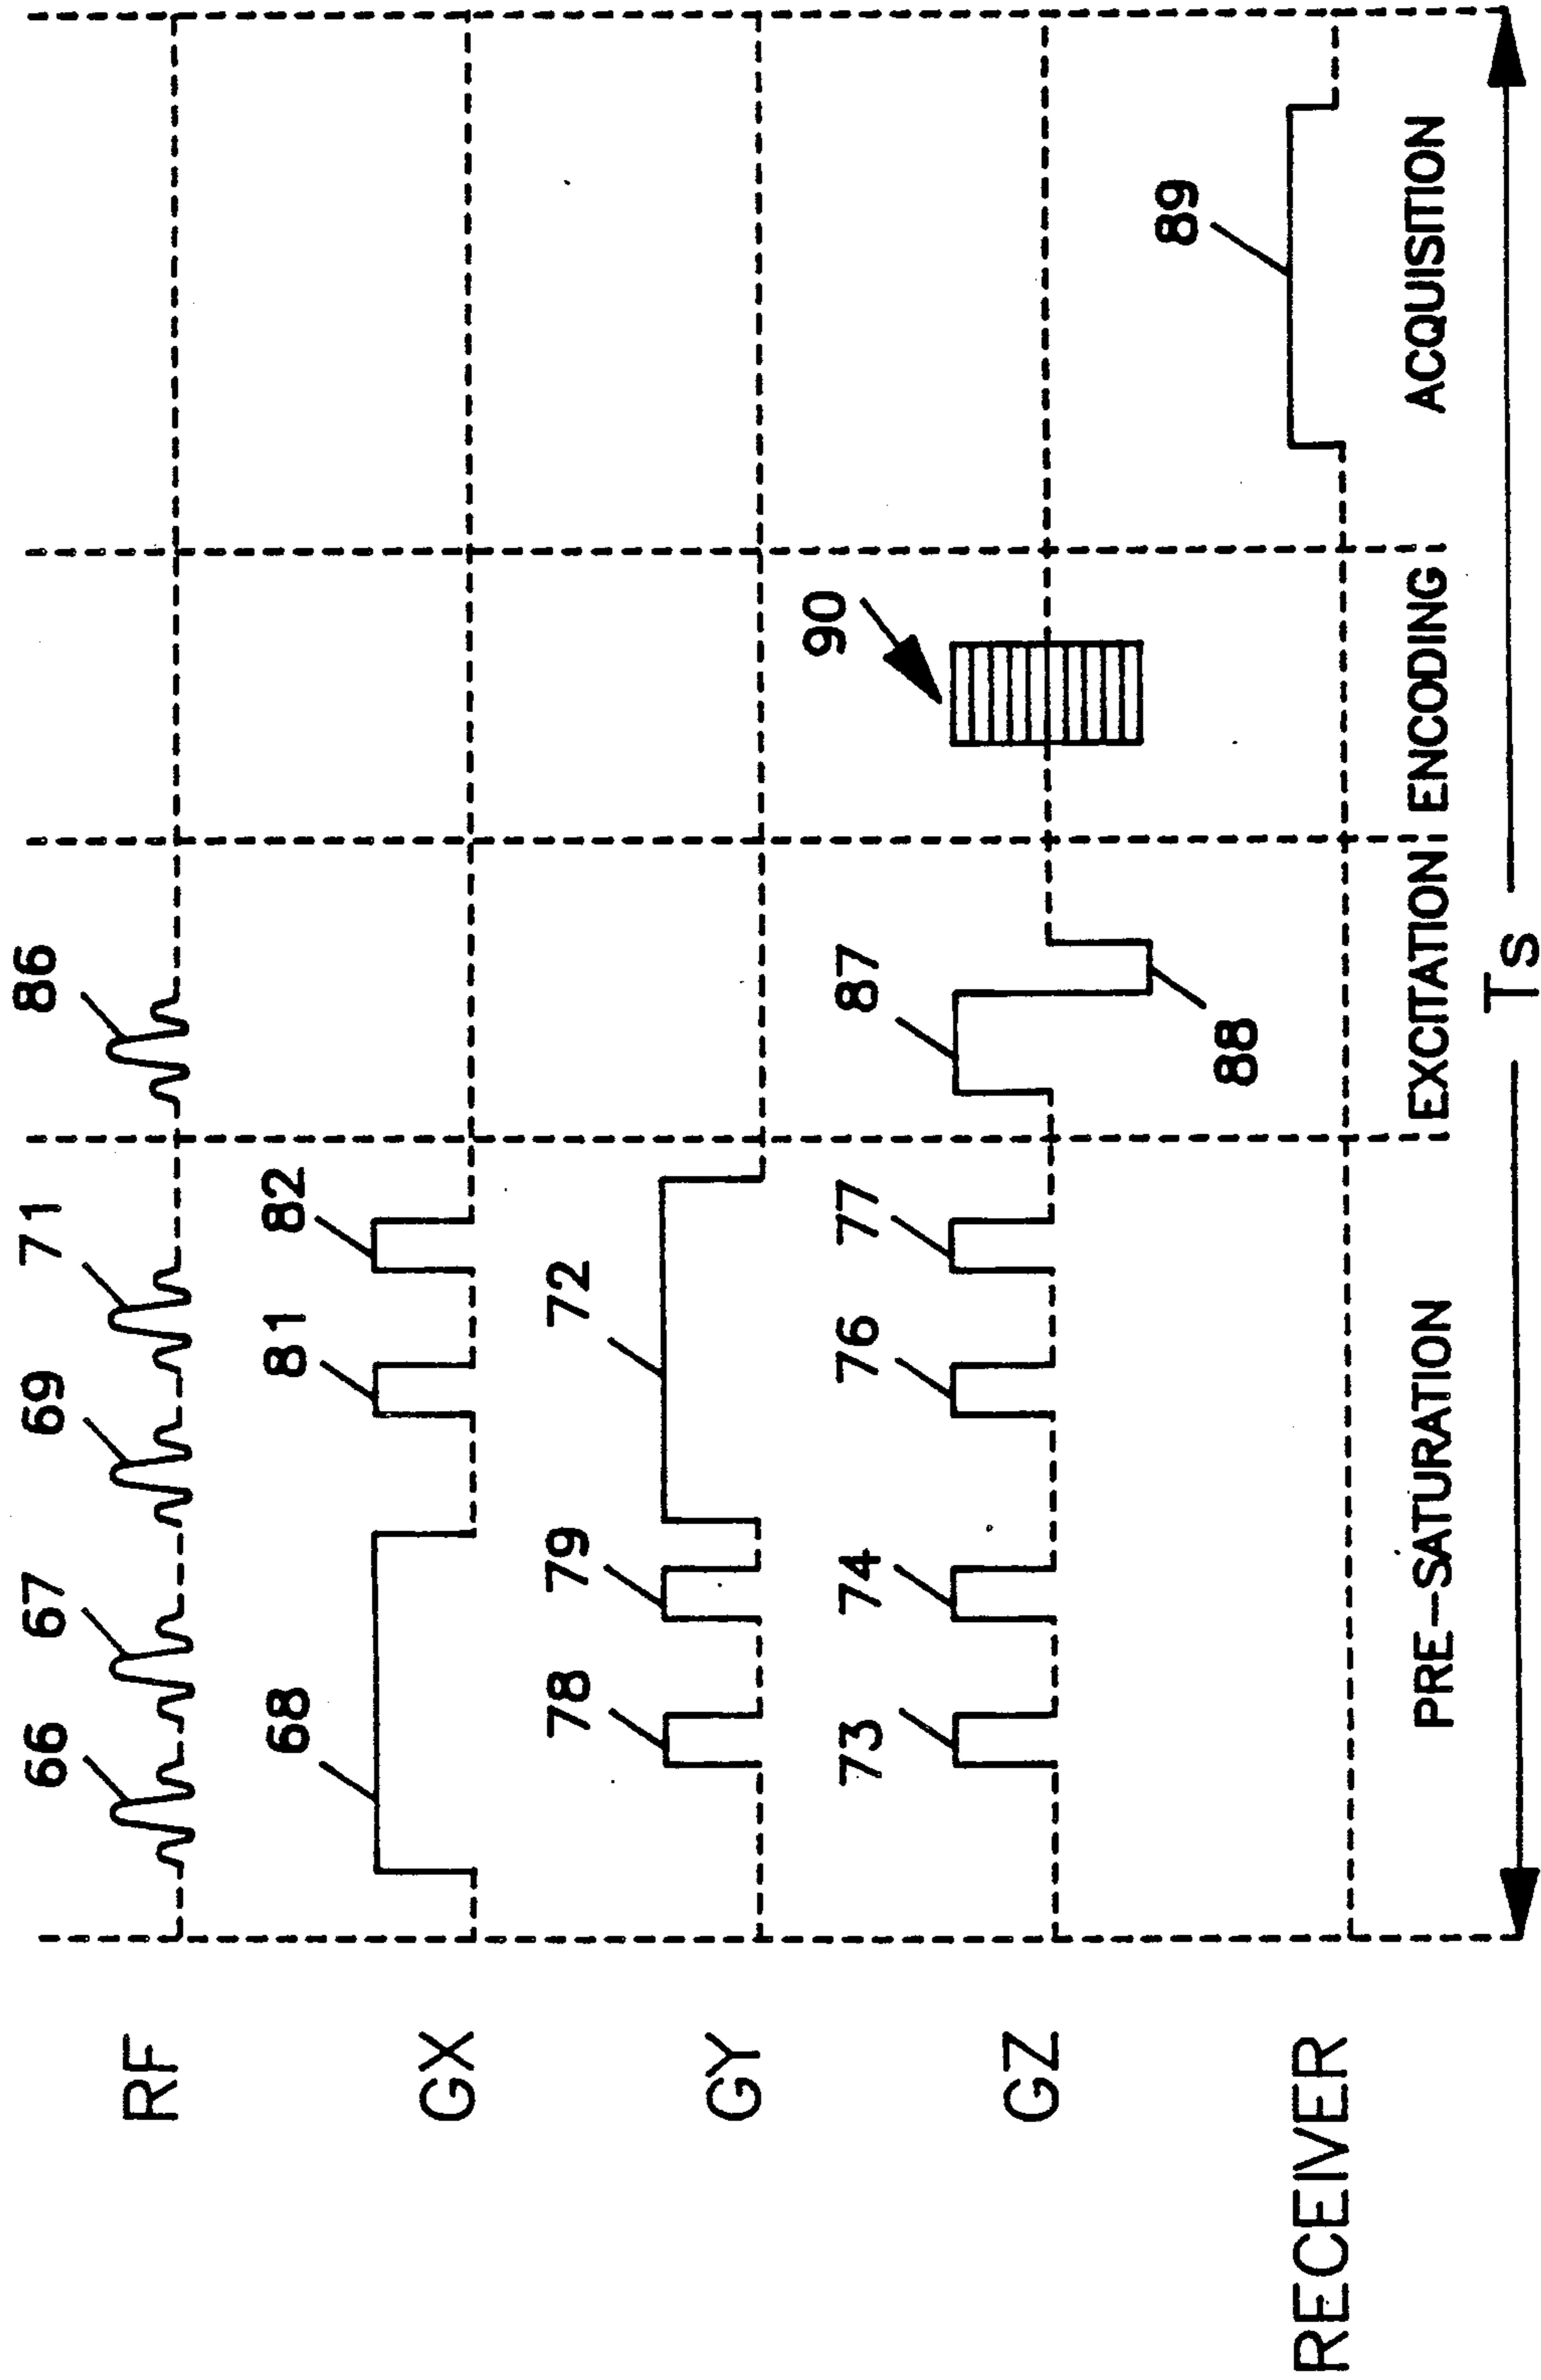 RF
66
67
69
71
86
GX
68
81
82
GY
78
79
72
GZ
73
74
76
77
87
88
90
RECEIVER
89
PRE-SATURATION
EXCITATION
ENCODING
ACQUISITION
Ts